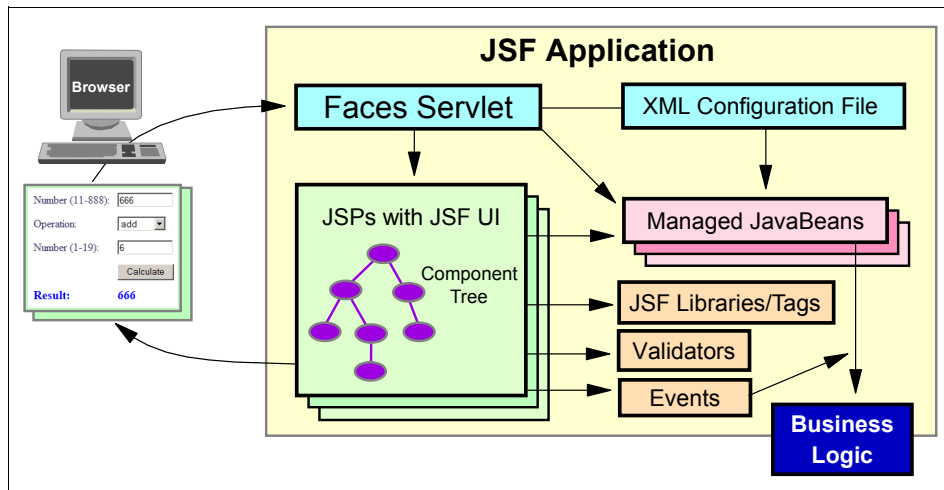 JSF Application
Browser
Faces Servlet
XML Configuration File
Number (11-888): 666
Operation: add
Number (1-19): 6
Calculate
Result: 666
JSPs with JSF UI
Component
Tree
Managed JavaBeans
JSF Libraries/Tags
Validators
Events
Business
Logic